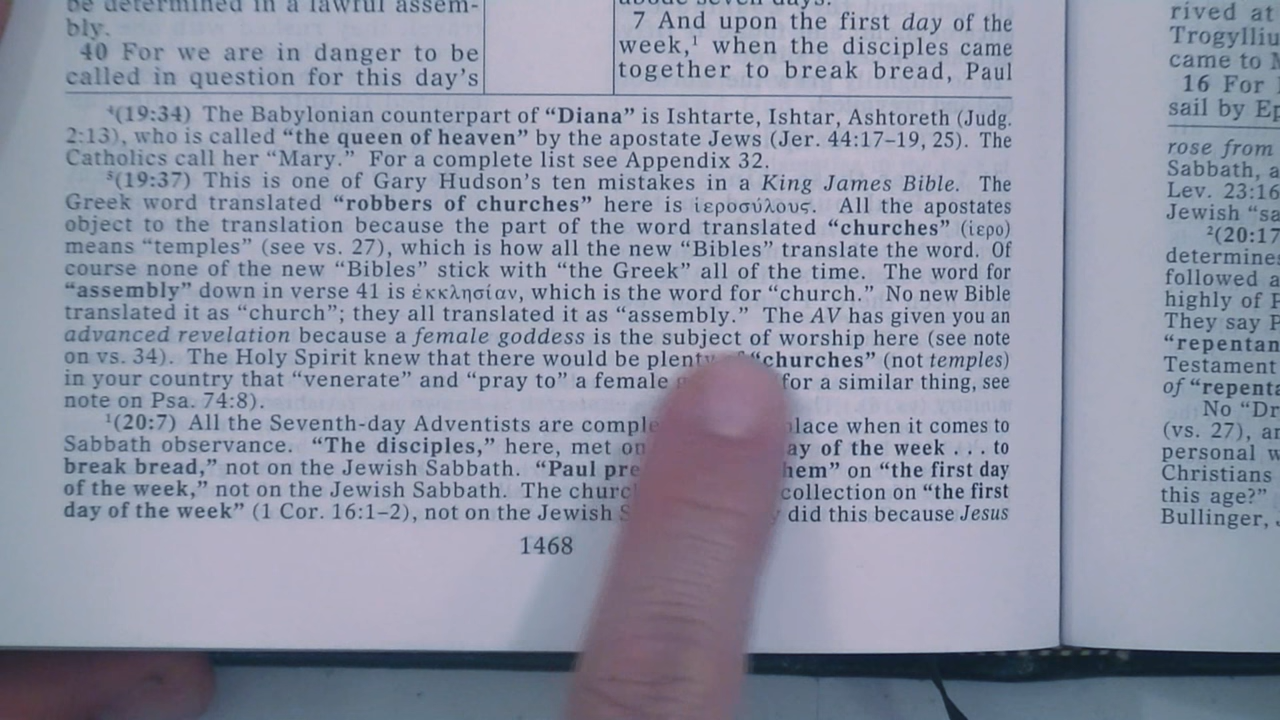 be determined in a lawful assem-
bly.
40 For we are in danger to be
called in question for this day's
7 And upon the first day of the
week,¹ when the disciples came
together to break bread, Paul
⁴(19:34) The Babylonian counterpart of “Diana” is Ishtarte, Ishtar, Ashtoreth (Judg.
2:13), who is called “the queen of heaven” by the apostate Jews (Jer. 44:17–19, 25). The
Catholics call her “Mary.” For a complete list see Appendix 32.
⁵(19:37) This is one of Gary Hudson’s ten mistakes in a King James Bible. The
Greek word translated “robbers of churches” here is ἱεροσύλους. All the apostates
object to the translation because the part of the word translated “churches” (ἱερο)
means “temples” (see vs. 27), which is how all the new “Bibles” translate the word. Of
course none of the new “Bibles” stick with “the Greek” all of the time. The word for
“assembly” down in verse 41 is ἐκκλησίαν, which is the word for “church.” No new Bible
translated it as “church”; they all translated it as “assembly.” The AV has given you an
advanced revelation because a female goddess is the subject of worship here (see note
on vs. 34). The Holy Spirit knew that there would be plenty “churches” (not temples)
in your country that “venerate” and “pray to” a female for a similar thing, see
note on Psa. 74:8).
¹(20:7) All the Seventh-day Adventists are comple place when it comes to
Sabbath observance. “The disciples,” here, met on ay of the week . . . to
break bread,” not on the Jewish Sabbath. “Paul pre hem” on “the first day
of the week,” not on the Jewish Sabbath. The churc collection on “the first
day of the week” (1 Cor. 16:1–2), not on the Jewish did this because Jesus
1468
rived at
Trogylliu
came to M
16 For
sail by Ep
rose from
Sabbath, a
Lev. 23:16
Jewish “sa
²(20:17
determines
followed a
highly of
They say P
“repentan
Testament
of “repenta
No “Dr
(vs. 27), an
personal w
Christians
this age?”
Bullinger,